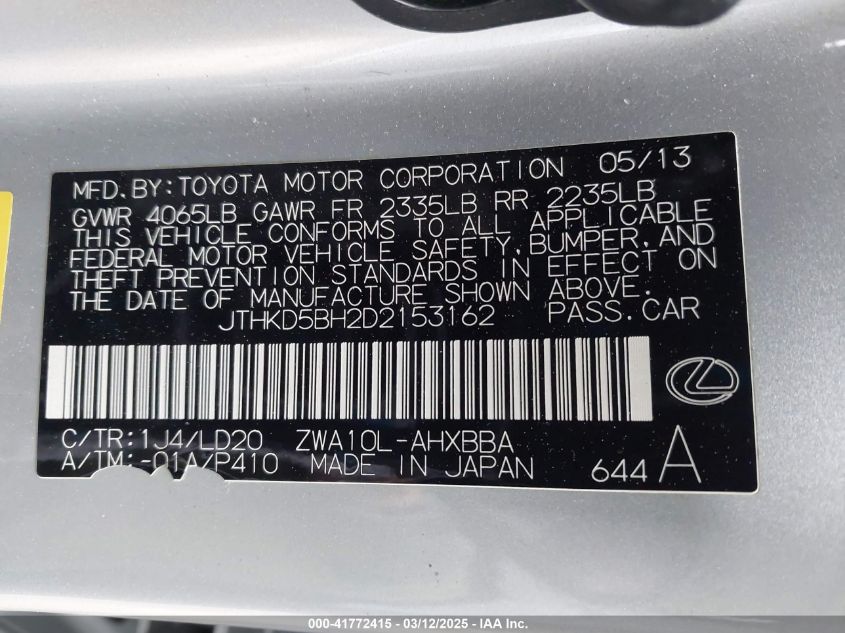 MFD. BY: TOYOTA MOTOR CORPORATION 05/13
GVWR 4065LB GAWR FR 2335LB RR 2235LB
THIS VEHICLE CONFORMS TO ALL APPLICABLE
FEDERAL MOTOR VEHICLE SAFETY, BUMPER, AND
THEFT PREVENTION STANDARDS IN EFFECT ON
THE DATE OF MANUFACTURE SHOWN ABOVE.
JTHKD5BH2D2153162 PASS. CAR
C/TR: 1J4/LD20 ZWA10L-AHXBBA
A/TM: -01A/P410 MADE IN JAPAN 644 A
000-41772415 - 03/12/2025 - IAA Inc.